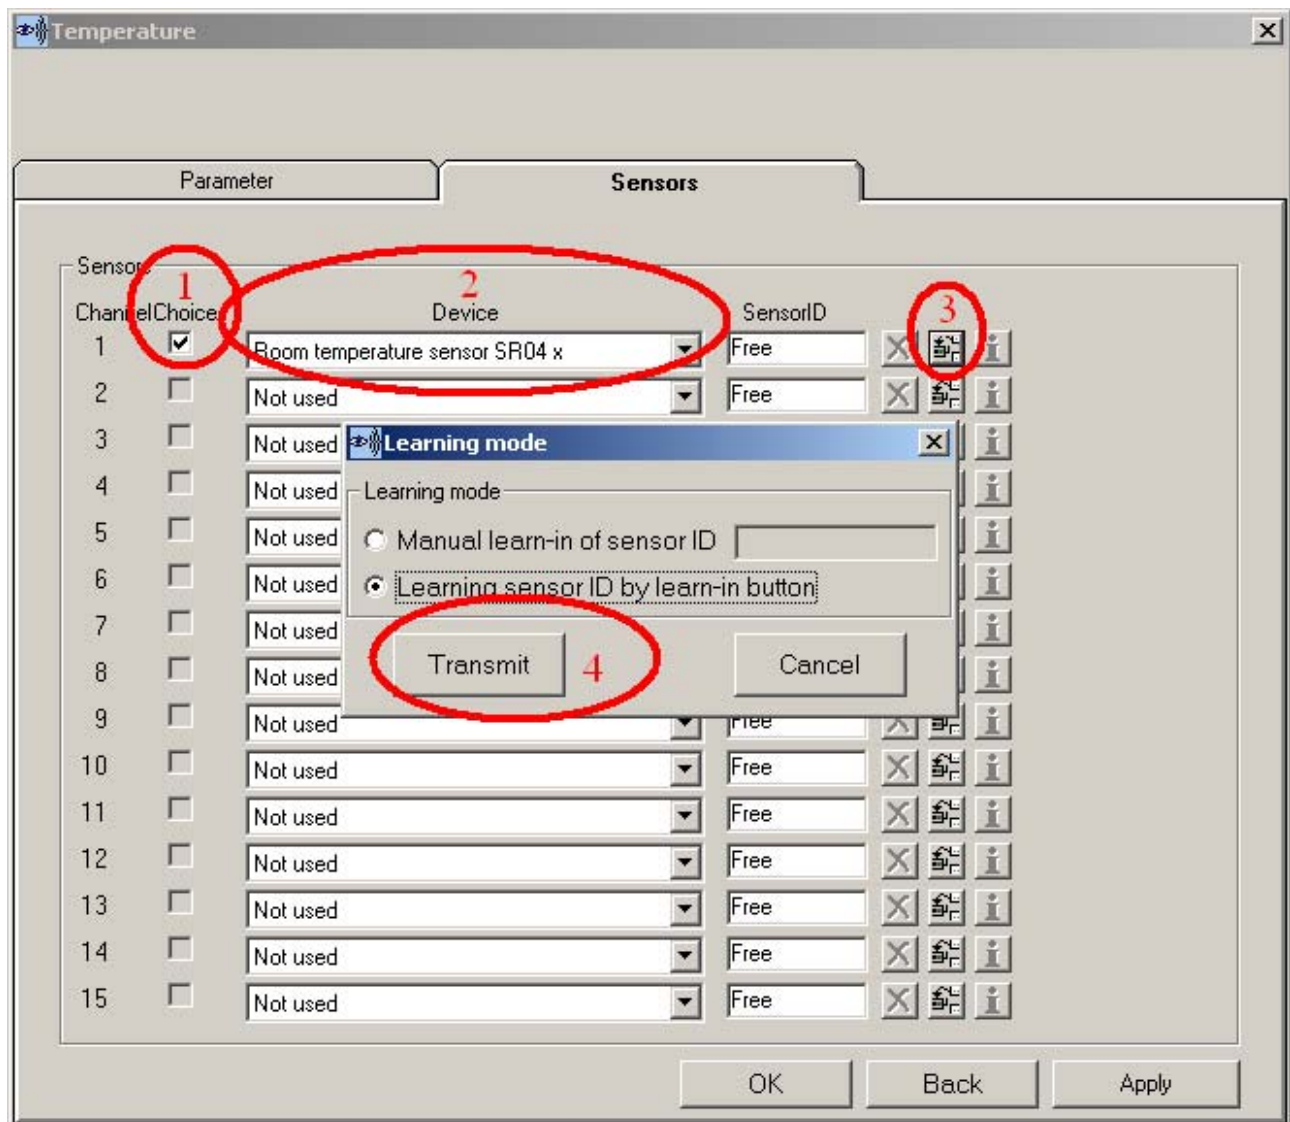 Temperature
Parameter Sensors
Sensors
1 2 3
Channel Choices Device SensorID
1 Room temperature sensor SR04 x Free
2 Not used Free
3 Not used
Learning mode
4 Not used
Learning mode
5 Not used
Manual learn-in of sensor ID
6 Not used
Learning sensor ID by learn-in button
7 Not used
8 Not used
Transmit 4 Cancel
9 Not used Free
10 Not used Free
11 Not used Free
12 Not used Free
13 Not used Free
14 Not used Free
15 Not used Free
OK Back Apply